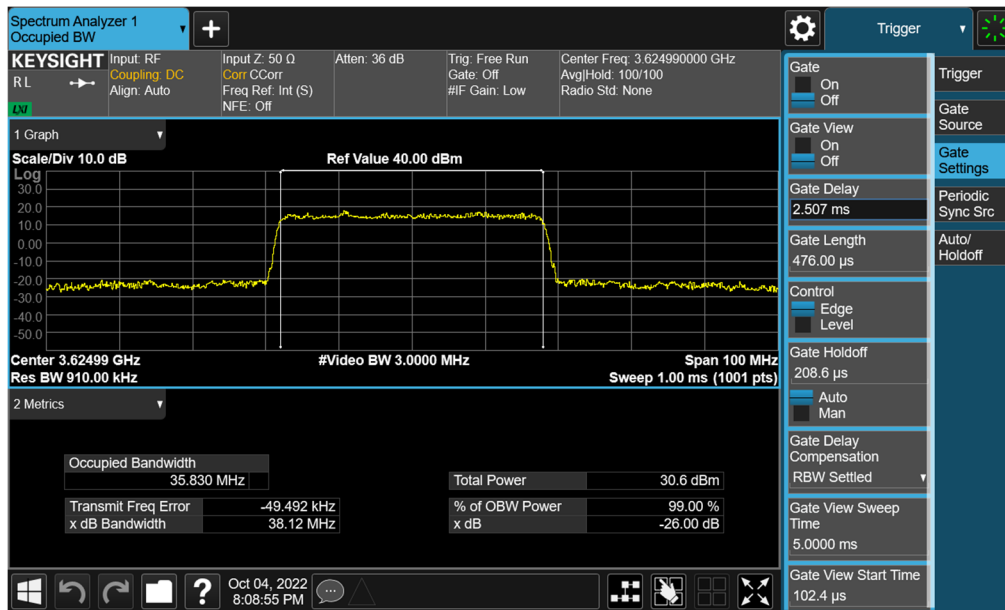 Spectrum Analyzer 1
Occupied BW
Trigger
KEYSIGHT
R L
LXI
Input: RF
Coupling: DC
Align: Auto
Input Z: 50 Ω
Corr CCorr
Freq Ref: Int (S)
NFE: Off
Atten: 36 dB
Trig: Free Run
Gate: Off
#IF Gain: Low
Center Freq: 3.624990000 GHz
Avg|Hold: 100/100
Radio Std: None
1 Graph
Scale/Div 10.0 dB
Ref Value 40.00 dBm
Log
30.0
20.0
10.0
0.00
-10.0
-20.0
-30.0
-40.0
-50.0
Center 3.62499 GHz
#Video BW 3.0000 MHz
Span 100 MHz
Res BW 910.00 kHz
Sweep 1.00 ms (1001 pts)
2 Metrics
Occupied Bandwidth
35.830 MHz
Total Power 30.6 dBm
Transmit Freq Error -49.492 kHz
% of OBW Power 99.00 %
x dB Bandwidth 38.12 MHz
x dB -26.00 dB
Oct 04, 2022
8:08:55 PM
Gate
On
Off
Gate View
On
Off
Gate Delay
2.507 ms
Gate Length
476.00 µs
Control
Edge
Level
Gate Holdoff
208.6 µs
Auto
Man
Gate Delay
Compensation
RBW Settled
Gate View Sweep
Time
5.0000 ms
Gate View Start Time
102.4 µs
Trigger
Gate
Source
Gate
Settings
Periodic
Sync Src
Auto/
Holdoff